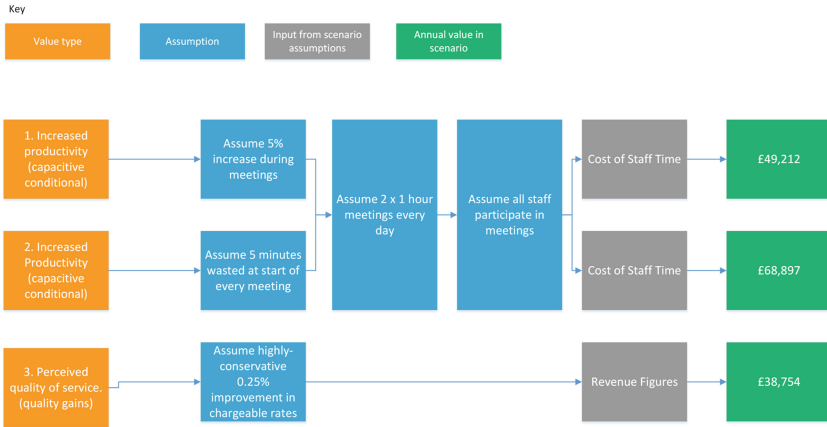 Key
Value type
Assumption
Input from scenario
assumptions
Annual value in
scenario
1. Increased
productivity
(capacitive
conditional)
Assume 5%
increase during
meetings
Assume 2 x 1 hour
meetings every
day
Assume all staff
participate in
meetings
Cost of Staff Time
£49,212
2. Increased
Productivity
(capacitive
conditional)
Assume 5 minutes
wasted at start of
every meeting
Cost of Staff Time
£68,897
3. Perceived
quality of service.
(quality gains)
Assume highly-
conservative
0.25%
improvement in
chargeable rates
Revenue Figures
£38,754